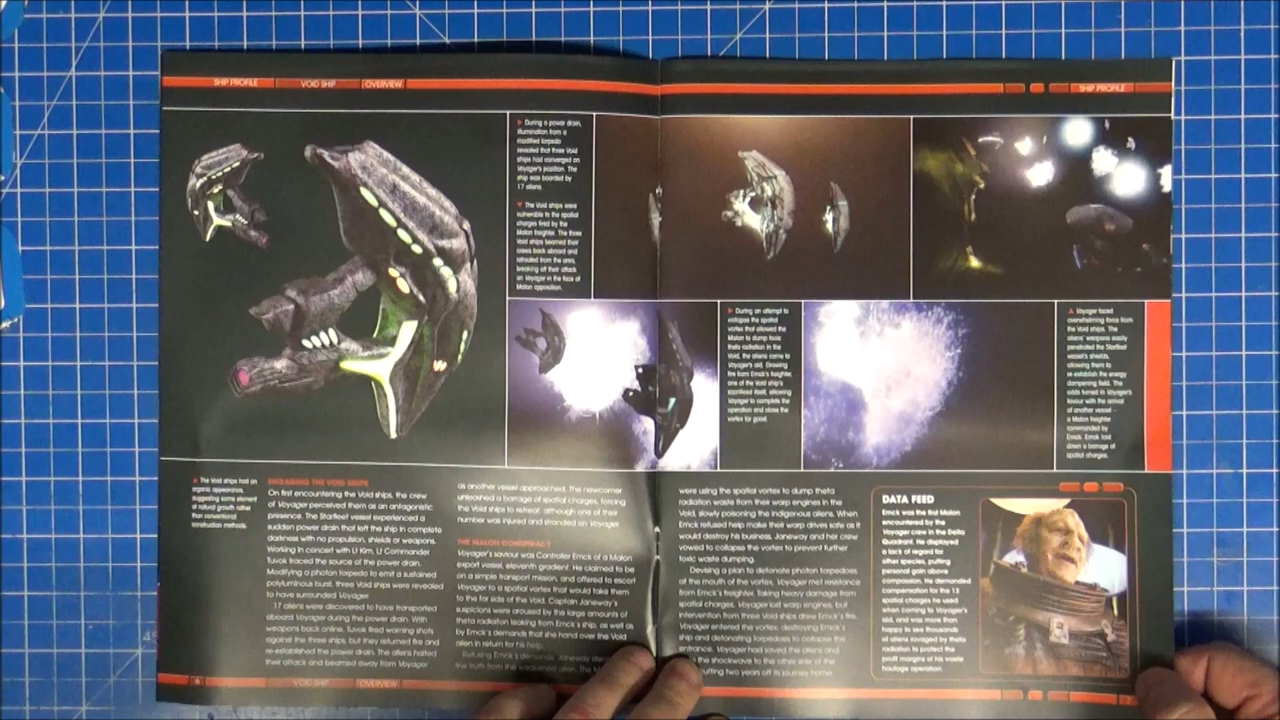 SHIP PROFILE
VOID SHIP
OVERVIEW
SHIP PROFILE
During a power drain,
illumination from a
modified torpedo
revealed that three Void
ships had converged on
Voyager's position. The
ship was boarded by
17 aliens.
The Void ships were
vulnerable to the spatial
charges fired by the
Malon freighter. The three
Void ships beamed their
crews back aboard and
retreated from the area,
breaking off their attack
on Voyager in the face of
Malon opposition.
During an attempt to
collapse the spatial
vortex that allowed the
Malon to dump toxic
theta radiation in the
Void, the aliens came to
Voyager's aid. Drawing
fire from Emck's freighter,
one of the Void ships
sacrificed itself, allowing
Voyager to complete the
operation and close the
vortex for good.
Voyager faced
overwhelming force from
the Void ships. The
aliens' weapons easily
penetrated the Starfleet
vessel's shields,
allowing them to
re-establish the energy
dampening field. The
odds turned in Voyager's
favour with the arrival
of another vessel –
a Malon freighter
commanded by
Emck. Emck laid
down a barrage of
spatial charges.
The Void ships had an
organic appearance,
suggesting some element
of natural growth rather
than conventional
construction methods.
ENGAGING THE VOID SHIPS
On first encountering the Void ships, the crew
of Voyager perceived them as an antagonistic
presence. The Starfleet vessel experienced a
sudden power drain that left the ship in complete
darkness with no propulsion, shields or weapons.
Working in concert with Lt Kim, Lt Commander
Tuvok traced the source of the power drain.
Modifying a photon torpedo to emit a sustained
polyluminous burst, three Void ships were revealed
to have surrounded Voyager.
17 aliens were discovered to have transported
aboard Voyager during the power drain. With
weapons back online, Tuvok fired warning shots
against the three ships, but they returned fire and
re-established the power drain. The aliens halted
their attack and beamed away from Voyager
as another vessel approached. The newcomer
unleashed a barrage of spatial charges, forcing
the Void ships to retreat, although one of their
number was injured and stranded on Voyager.
THE MALON CONSPIRACY
Voyager's saviour was Controller Emck of a Malon
export vessel, eleventh gradient. He claimed to be
on a simple transport mission, and offered to escort
Voyager to a spatial vortex that would take them
to the far side of the Void. Captain Janeway's
suspicions were aroused by the large amounts of
theta radiation leaking from Emck's ship, as well as
by Emck's demands that she hand over the Void
alien in return for his help.
Refusing Emck's demands, Janeway
the truth from the weakened alien. The
were using the spatial vortex to dump theta
radiation waste from their warp engines in the
Void, slowly poisoning the indigenous aliens. When
Emck refused help make their warp drives safe as it
would destroy his business, Janeway and her crew
vowed to collapse the vortex to prevent further
toxic waste dumping.
Devising a plan to detonate photon torpedoes
at the mouth of the vortex, Voyager met resistance
from Emck's freighter. Taking heavy damage from
spatial charges, Voyager lost warp engines, but
intervention from three Void ships drew Emck's fire.
Voyager entered the vortex, destroying Emck's
ship and detonating torpedoes to collapse the
entrance. Voyager had saved the aliens and
the shockwave to the other side of the
cutting two years off its journey home.
DATA FEED
Emck was the first Malon
encountered by the
Voyager crew in the Delta
Quadrant. He displayed
a lack of regard for
other species, putting
personal gain above
compassion. He demanded
compensation for the 13
spatial charges he used
when coming to Voyager's
aid, and was more than
happy to see thousands
of aliens ravaged by theta
radiation to protect the
profit margins of his waste
haulage operation.
6
VOID SHIP
OVERVIEW